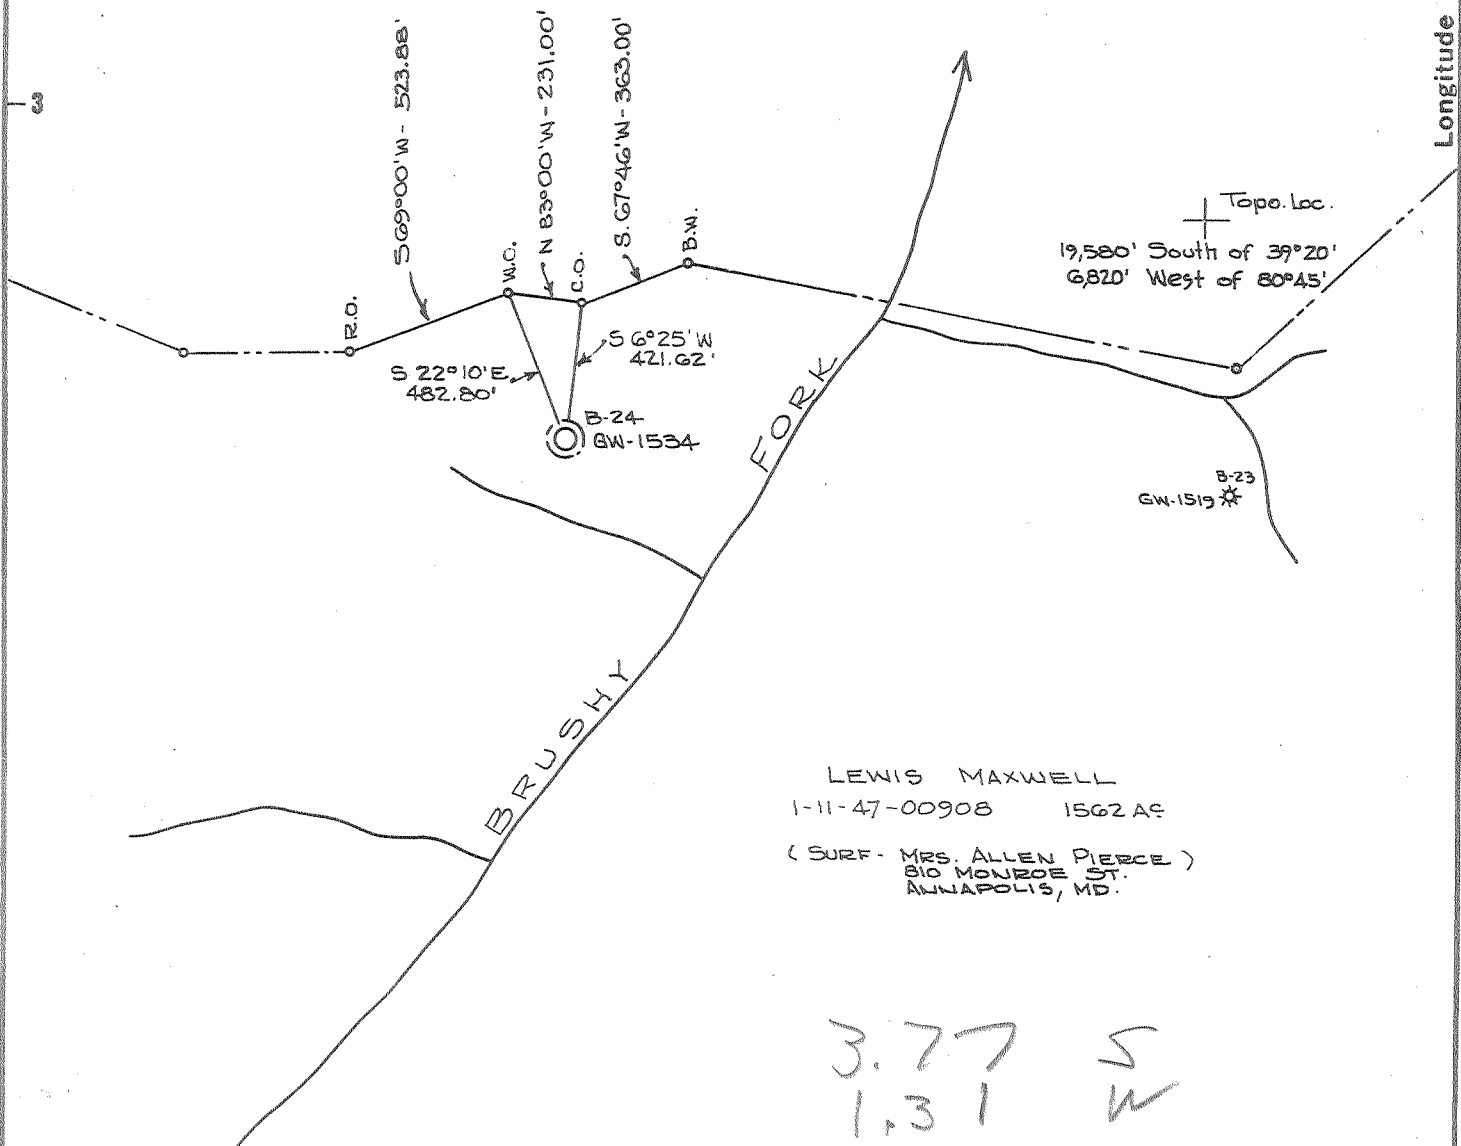 3
Longitude
S69°00'W - 523.88'
N 83°00'W - 231.00'
S. 67°46'W - 363.00'
Topo. Loc.
19,580' South of 39°20'
6,820' West of 80°45'
R.O.
W.O.
C.O.
B.W.
S 6°25'W
421.62'
S 22°10'E
482.80'
B-24
GW-1534
FORK
B-23
GW-1519
BRUSHY
LEWIS MAXWELL
1-11-47-00908 1562 Ac
(SURF - MRS. ALLEN PIERCE)
810 MONROE ST.
ANNAPOLIS, MD.
3.77 S
1.31 W